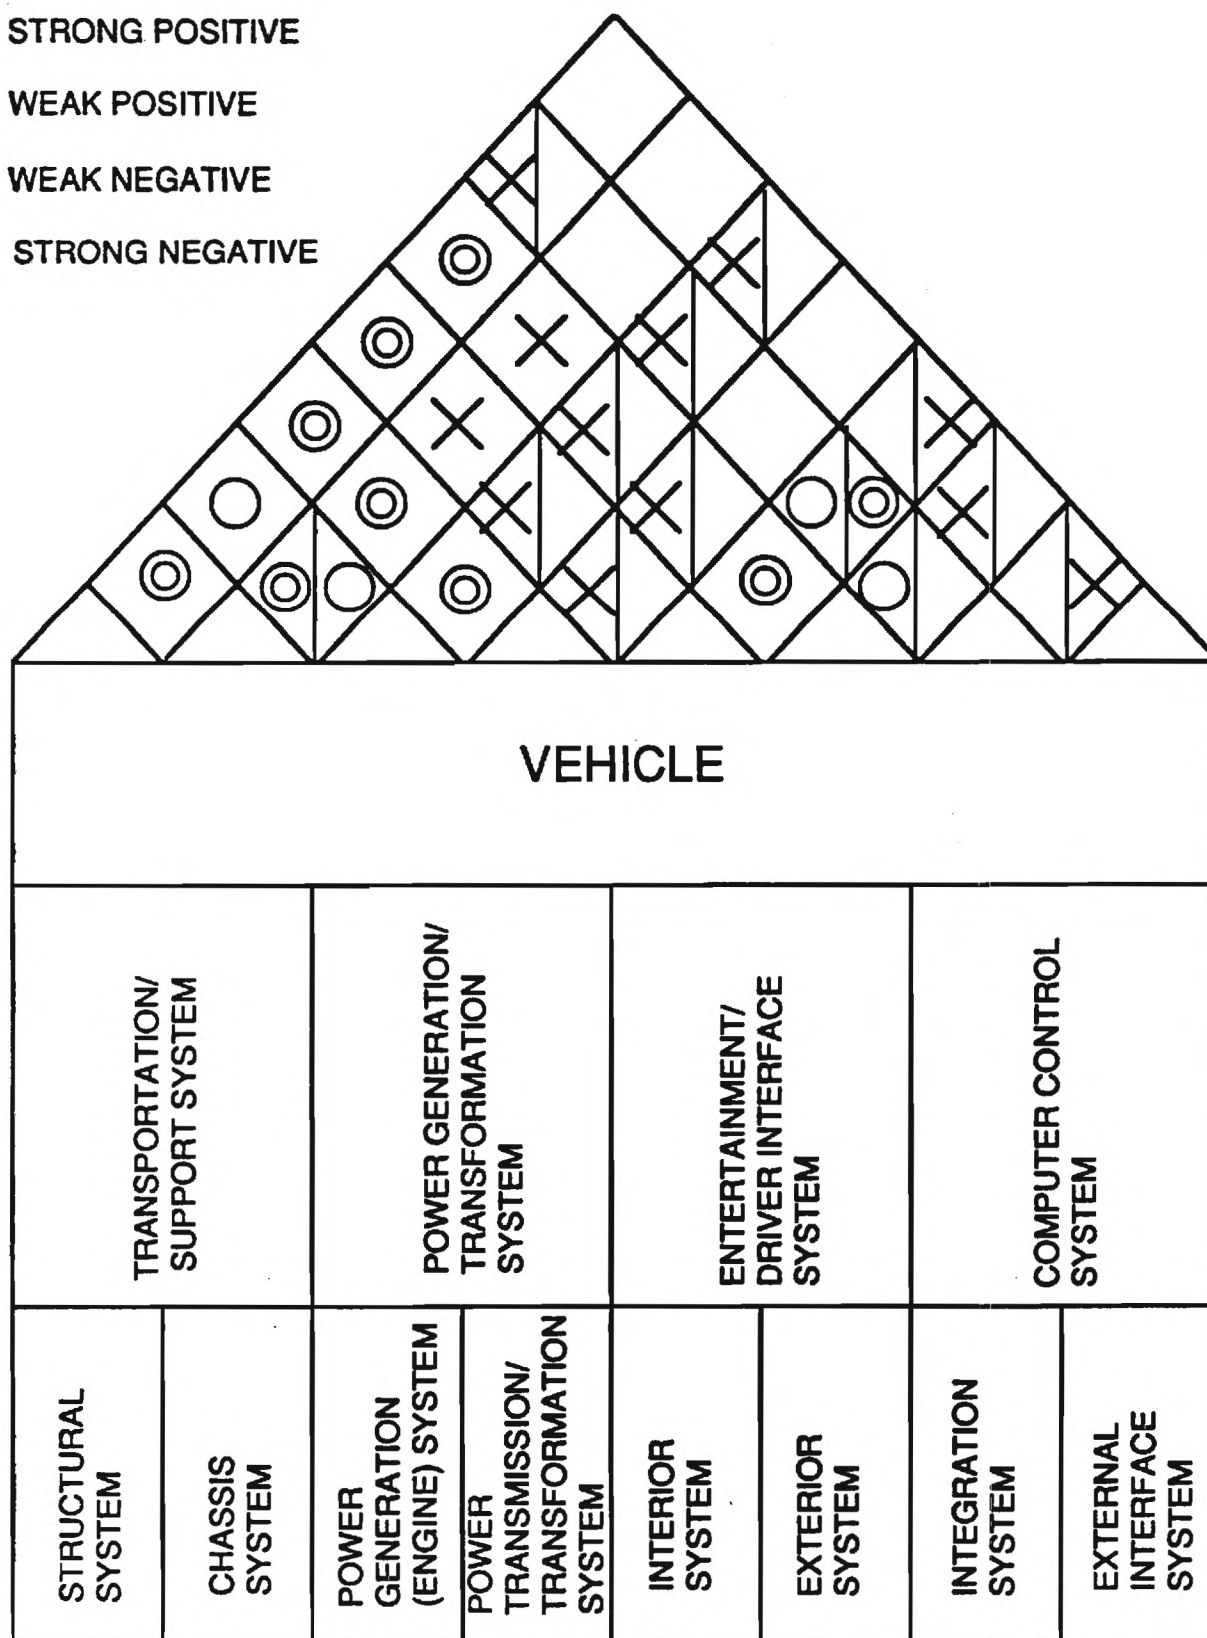 STRONG POSITIVE
WEAK POSITIVE
WEAK NEGATIVE
STRONG NEGATIVE
VEHICLE
TRANSPORTATION/
SUPPORT SYSTEM
POWER GENERATION/
TRANSFORMATION
SYSTEM
ENTERTAINMENT/
DRIVER INTERFACE
SYSTEM
COMPUTER CONTROL
SYSTEM
STRUCTURAL
SYSTEM
CHASSIS
SYSTEM
POWER
GENERATION
(ENGINE) SYSTEM
POWER
TRANSMISSION/
TRANSFORMATION
SYSTEM
INTERIOR
SYSTEM
EXTERIOR
SYSTEM
INTEGRATION
SYSTEM
EXTERNAL
INTERFACE
SYSTEM